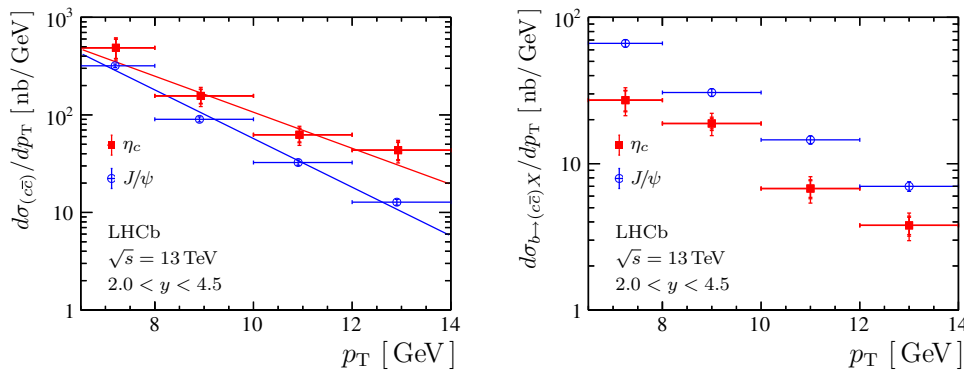 dσ_(cc̄)/dp_T [ nb/ GeV ]
10³
10²
10
1
η_c
J/ψ
LHCb
√s = 13 TeV
2.0 < y < 4.5
8 10 12 14
p_T [ GeV ]
dσ_b→(cc̄)X/dp_T [ nb/ GeV ]
10²
10
1
η_c
J/ψ
LHCb
√s = 13 TeV
2.0 < y < 4.5
8 10 12 14
p_T [ GeV ]